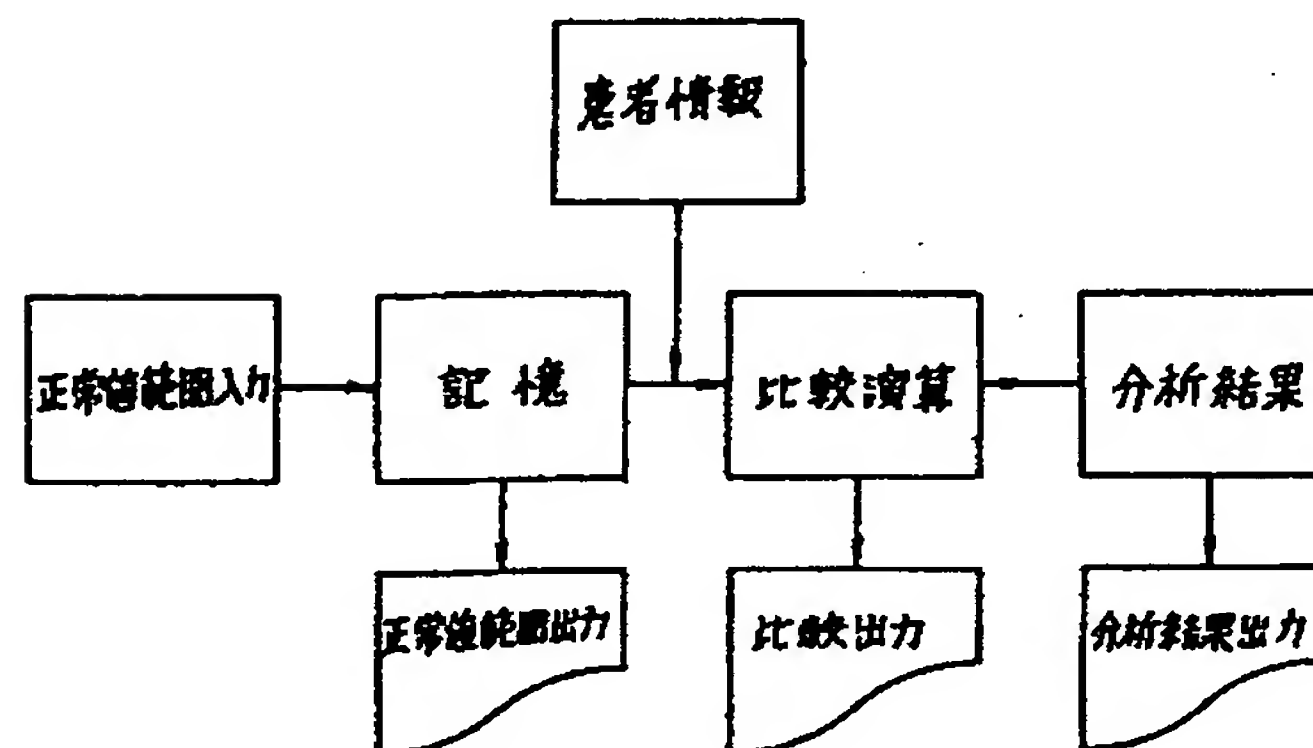 患者情報
正常値範囲入力
記憶
比較演算
分析結果
正常値範囲出力
比較出力
分析結果出力